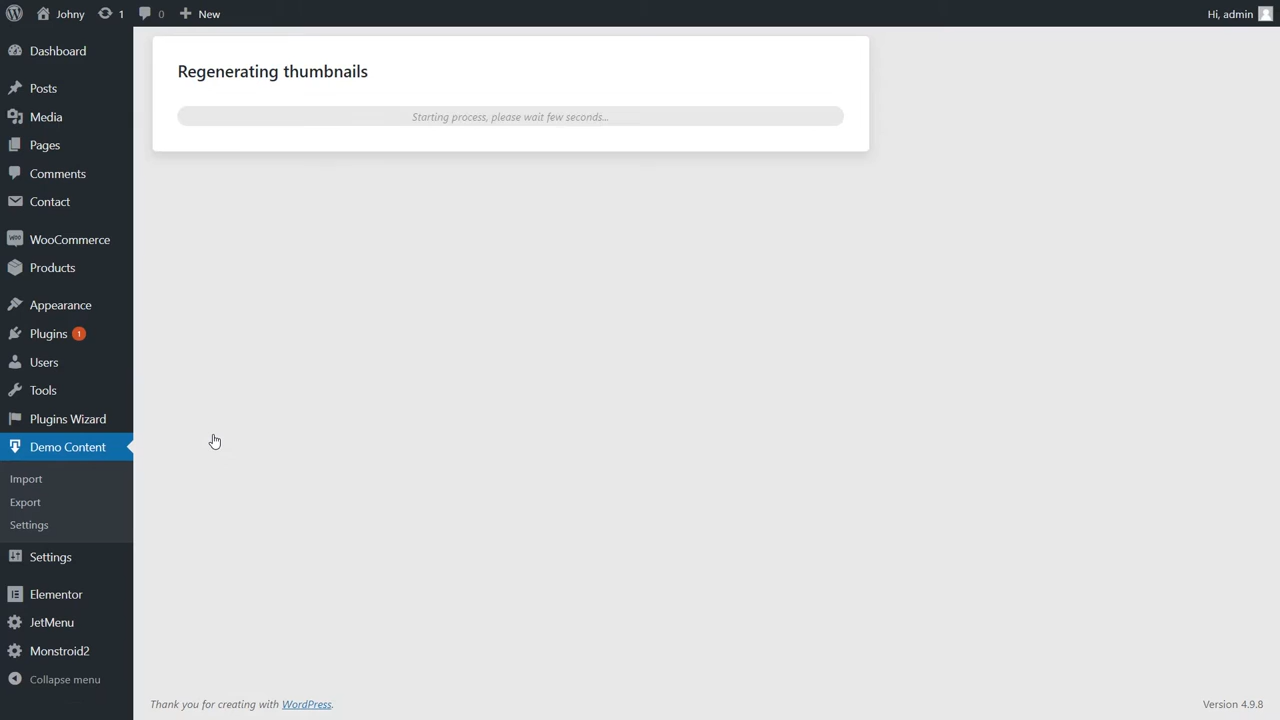 Johny 1 0 New Hi, admin
Dashboard
Posts
Media
Pages
Comments
Contact
WooCommerce
Products
Appearance
Plugins 1
Users
Tools
Plugins Wizard
Demo Content
Import
Export
Settings
Settings
Elementor
JetMenu
Monstroid2
Collapse menu
Regenerating thumbnails
Starting process, please wait few seconds...
Thank you for creating with WordPress.
Version 4.9.8